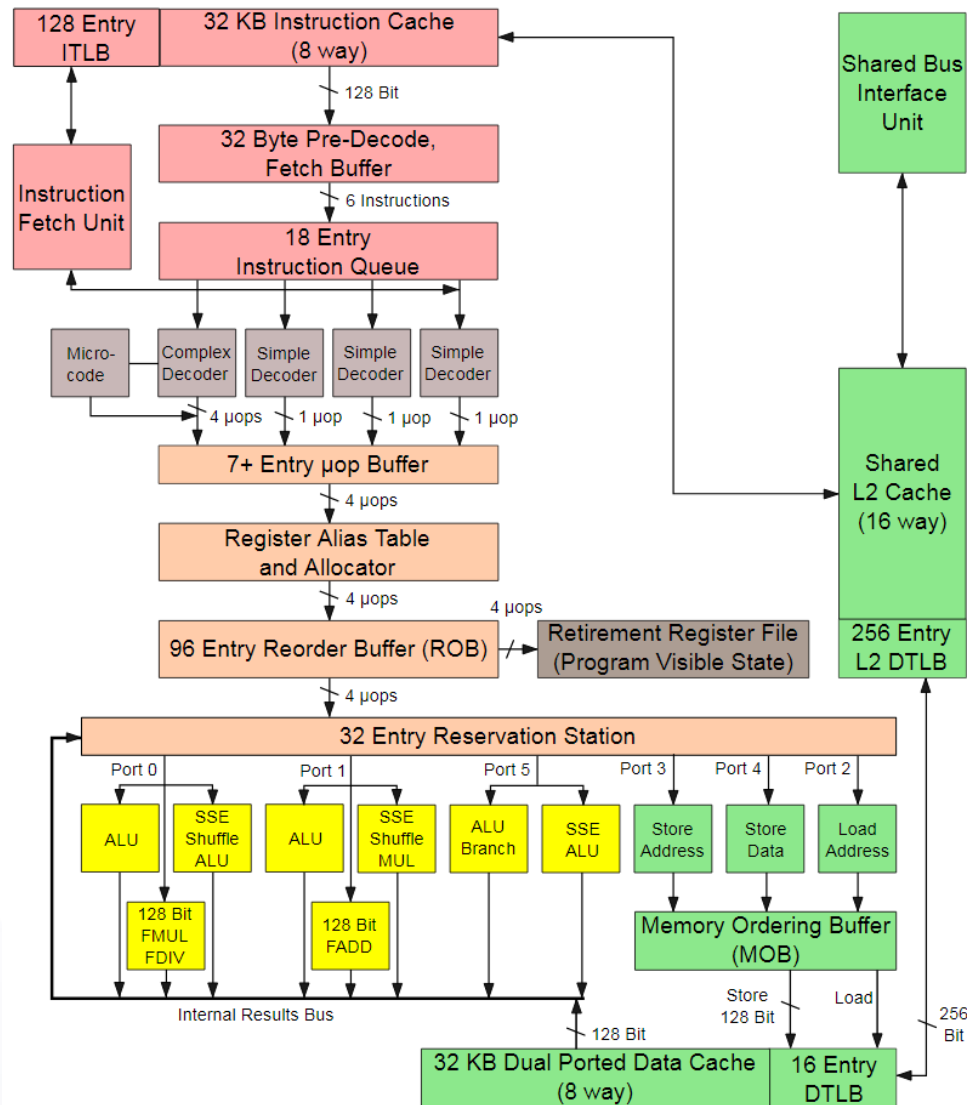 128 Entry
ITLB
32 KB Instruction Cache
(8 way)
Shared Bus
Interface
Unit
128 Bit
32 Byte Pre-Decode,
Fetch Buffer
Instruction
Fetch Unit
6 Instructions
18 Entry
Instruction Queue
Micro-
code
Complex
Decoder
Simple
Decoder
Simple
Decoder
Simple
Decoder
4 µops
1 µop
1 µop
1 µop
7+ Entry µop Buffer
4 µops
Register Alias Table
and Allocator
4 µops
Shared
L2 Cache
(16 way)
256 Entry
L2 DTLB
96 Entry Reorder Buffer (ROB)
4 µops
Retirement Register File
(Program Visible State)
4 µops
32 Entry Reservation Station
Port 0
Port 1
Port 5
Port 3
Port 4
Port 2
ALU
SSE
Shuffle
ALU
ALU
SSE
Shuffle
MUL
ALU
Branch
SSE
ALU
Store
Address
Store
Data
Load
Address
128 Bit
FMUL
FDIV
128 Bit
FADD
Memory Ordering Buffer
(MOB)
Internal Results Bus
Store
128 Bit
Load
128 Bit
256
Bit
32 KB Dual Ported Data Cache
(8 way)
16 Entry
DTLB